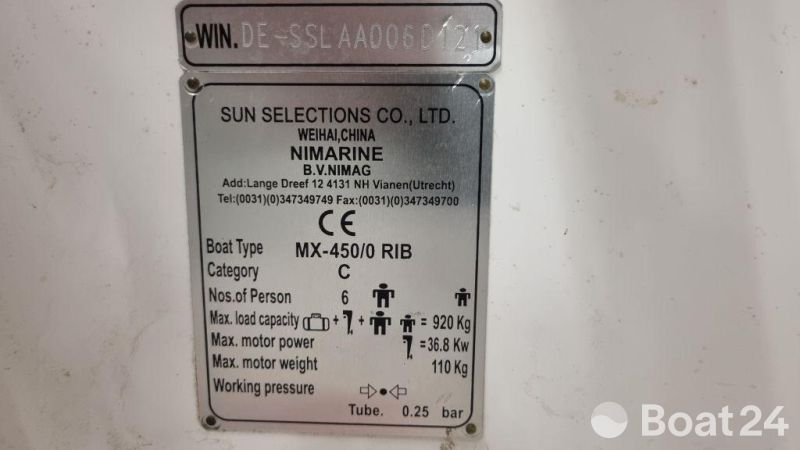 WIN. DE-SSLAA006D121
SUN SELECTIONS CO., LTD.
WEIHAI,CHINA
NIMARINE
B.V.NIMAG
Add:Lange Dreef 12 4131 NH Vianen(Utrecht)
Tel:(0031)(0)347349749 Fax:(0031)(0)347349700
CE
Boat Type MX-450/0 RIB
Category C
Nos.of Person 6
Max. load capacity + + = 920 Kg
Max. motor power = 36.8 Kw
Max. motor weight 110 Kg
Working pressure
Tube. 0.25 bar
Boat24